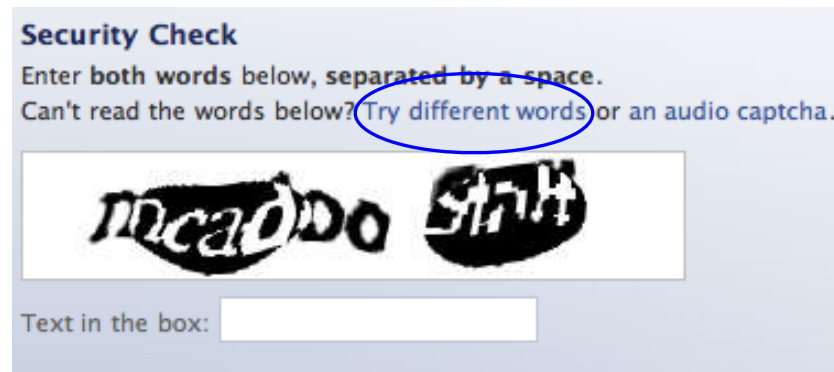 Security Check
Enter both words below, separated by a space.
Can't read the words below? Try different words or an audio captcha.
Text in the box: